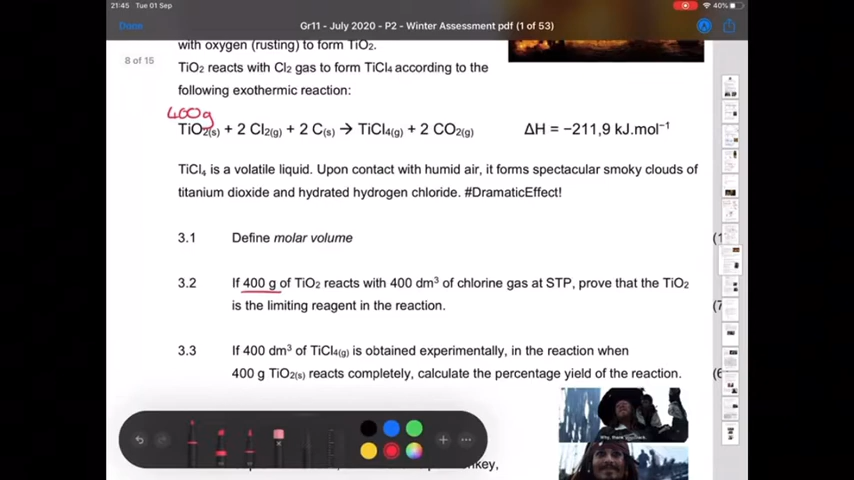 21:45 Tue 01 Sep
40%
Done
Gr11 - July 2020 - P2 - Winter Assessment pdf (1 of 53)
8 of 15
with oxygen (rusting) to form TiO₂.
TiO₂ reacts with Cl₂ gas to form TiCl₄ according to the
following exothermic reaction:
400g
TiO₂(s) + 2 Cl₂(g) + 2 C(s) → TiCl₄(g) + 2 CO₂(g) ΔH = −211,9 kJ.mol⁻¹
TiCl₄ is a volatile liquid. Upon contact with humid air, it forms spectacular smoky clouds of
titanium dioxide and hydrated hydrogen chloride. #DramaticEffect!
3.1 Define molar volume (1
3.2 If 400 g of TiO₂ reacts with 400 dm³ of chlorine gas at STP, prove that the TiO₂
is the limiting reagent in the reaction. (7
3.3 If 400 dm³ of TiCl₄(g) is obtained experimentally, in the reaction when
400 g TiO₂(s) reacts completely, calculate the percentage yield of the reaction. (6